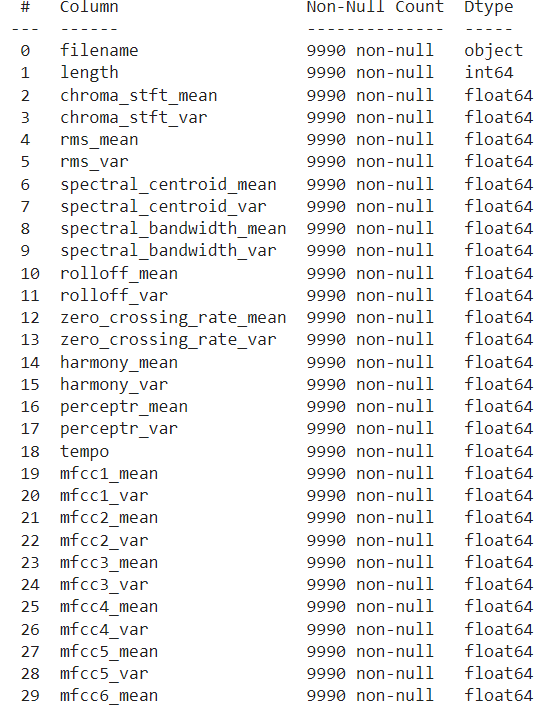 #   Column                   Non-Null Count  Dtype
---  ------                   --------------  -----
0   filename                 9990 non-null   object
1   length                   9990 non-null   int64
2   chroma_stft_mean         9990 non-null   float64
3   chroma_stft_var          9990 non-null   float64
4   rms_mean                 9990 non-null   float64
5   rms_var                  9990 non-null   float64
6   spectral_centroid_mean   9990 non-null   float64
7   spectral_centroid_var    9990 non-null   float64
8   spectral_bandwidth_mean  9990 non-null   float64
9   spectral_bandwidth_var   9990 non-null   float64
10  rolloff_mean             9990 non-null   float64
11  rolloff_var              9990 non-null   float64
12  zero_crossing_rate_mean  9990 non-null   float64
13  zero_crossing_rate_var   9990 non-null   float64
14  harmony_mean             9990 non-null   float64
15  harmony_var              9990 non-null   float64
16  perceptr_mean            9990 non-null   float64
17  perceptr_var             9990 non-null   float64
18  tempo                    9990 non-null   float64
19  mfcc1_mean               9990 non-null   float64
20  mfcc1_var                9990 non-null   float64
21  mfcc2_mean               9990 non-null   float64
22  mfcc2_var                9990 non-null   float64
23  mfcc3_mean               9990 non-null   float64
24  mfcc3_var                9990 non-null   float64
25  mfcc4_mean               9990 non-null   float64
26  mfcc4_var                9990 non-null   float64
27  mfcc5_mean               9990 non-null   float64
28  mfcc5_var                9990 non-null   float64
29  mfcc6_mean               9990 non-null   float64